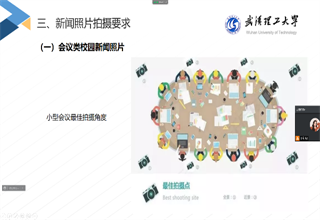 三、新闻照片拍摄要求
武汉理工大学
Wuhan University of Technology
（一）会议类校园新闻照片
小型会议最佳拍摄角度
最佳拍摄点
Best shooting site